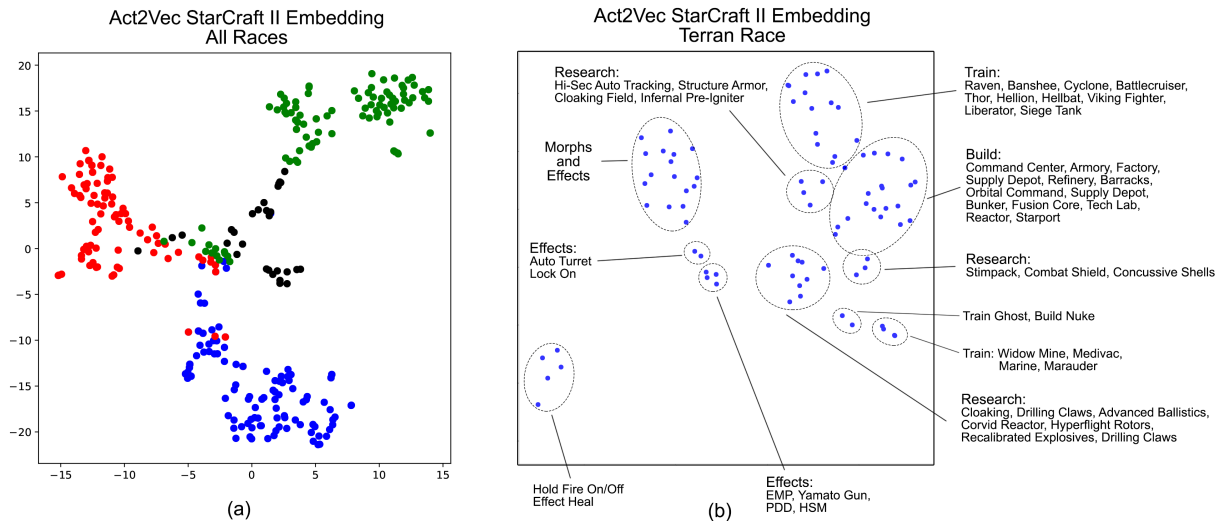 Act2Vec StarCraft II Embedding
All Races
20
15
10
5
0
−5
−10
−15
−20
−15
−10
−5
0
5
10
15
(a)
Act2Vec StarCraft II Embedding
Terran Race
Research:
Hi-Sec Auto Tracking, Structure Armor,
Cloaking Field, Infernal Pre-Igniter
Morphs
and
Effects
Effects:
Auto Turret
Lock On
Hold Fire On/Off
Effect Heal
Train:
Raven, Banshee, Cyclone, Battlecruiser,
Thor, Hellion, Hellbat, Viking Fighter,
Liberator, Siege Tank
Build:
Command Center, Armory, Factory,
Supply Depot, Refinery, Barracks,
Orbital Command, Supply Depot,
Bunker, Fusion Core, Tech Lab,
Reactor, Starport
Research:
Stimpack, Combat Shield, Concussive Shells
Train Ghost, Build Nuke
Train: Widow Mine, Medivac,
Marine, Marauder
Research:
Cloaking, Drilling Claws, Advanced Ballistics,
Corvid Reactor, Hyperflight Rotors,
Recalibrated Explosives, Drilling Claws
Effects:
EMP, Yamato Gun,
PDD, HSM
(b)